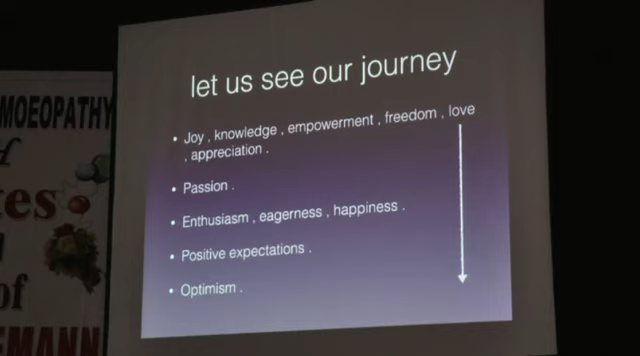 MOEOPATHY
of
EMANN
let us see our journey
• Joy , knowledge , empowerment , freedom , love
, appreciation .
• Passion .
• Enthusiasm , eagerness , happiness .
• Positive expectations .
• Optimism .